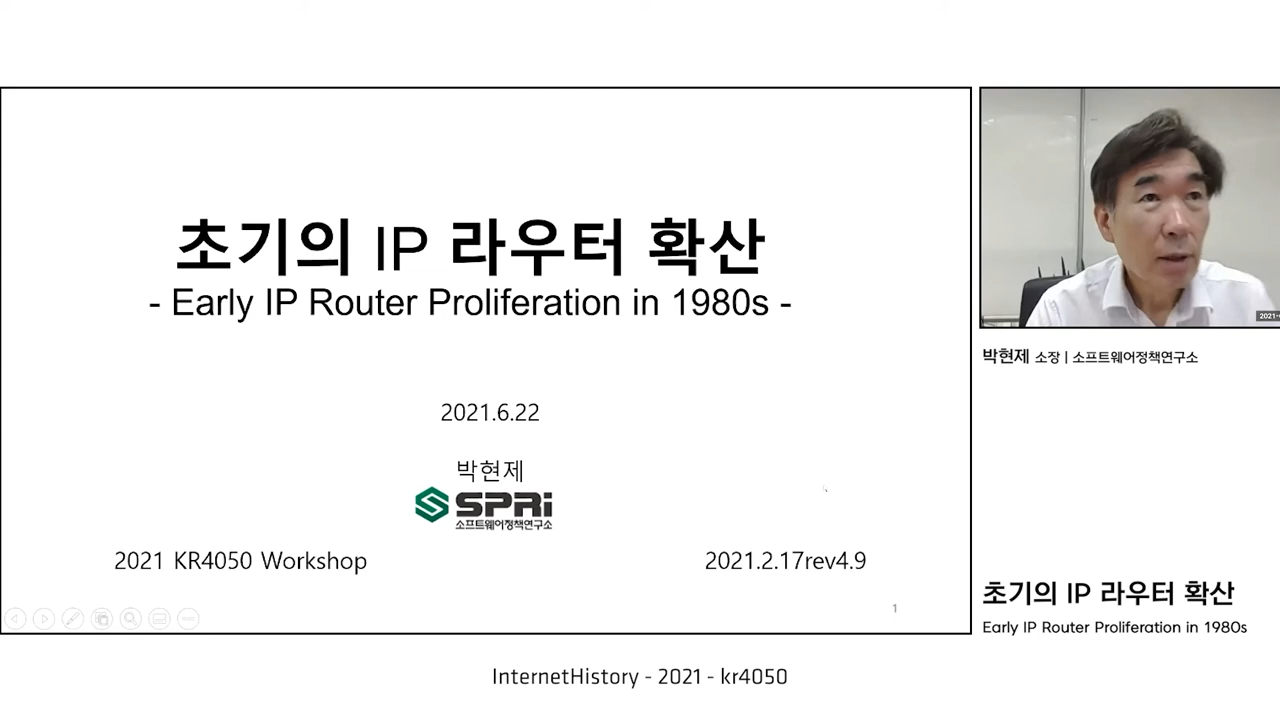 초기의 IP 라우터 확산
- Early IP Router Proliferation in 1980s -
2021.6.22
박현제
SPRi
소프트웨어정책연구소
2021 KR4050 Workshop
2021.2.17rev4.9
1
박현제 소장 | 소프트웨어정책연구소
초기의 IP 라우터 확산
Early IP Router Proliferation in 1980s
InternetHistory - 2021 - kr4050